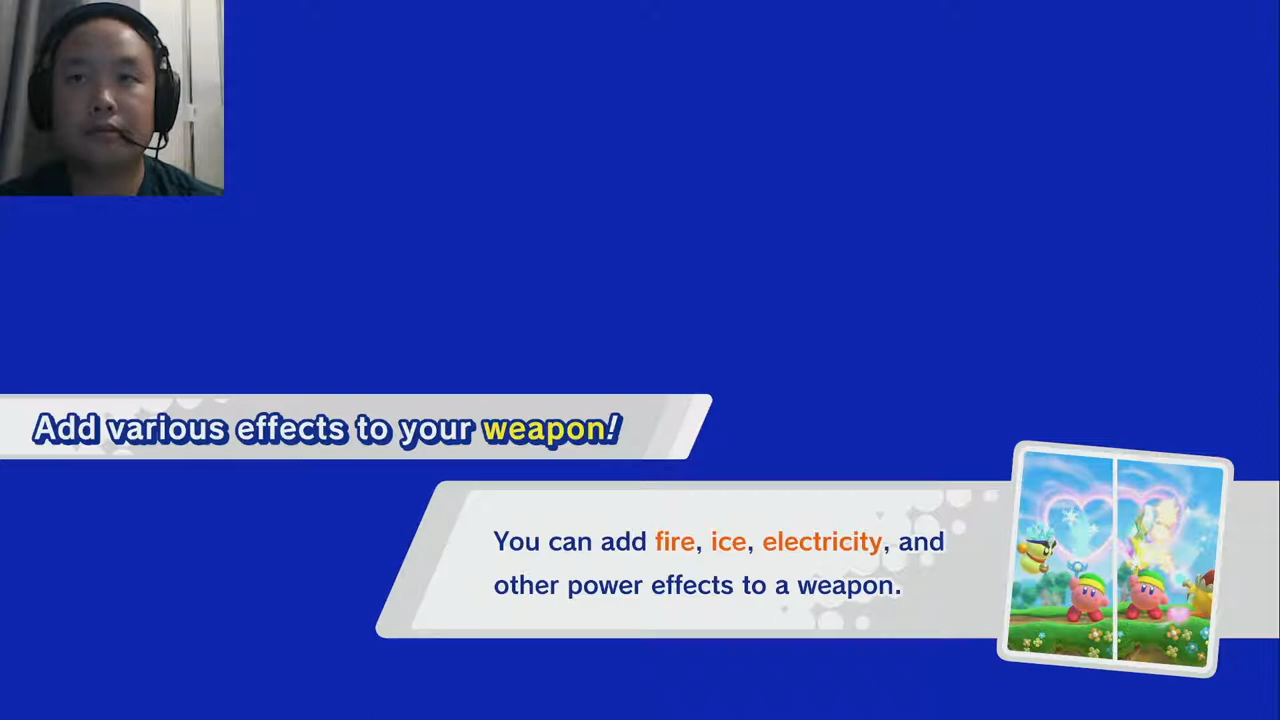 Add various effects to your weapon!
You can add fire, ice, electricity, and
other power effects to a weapon.